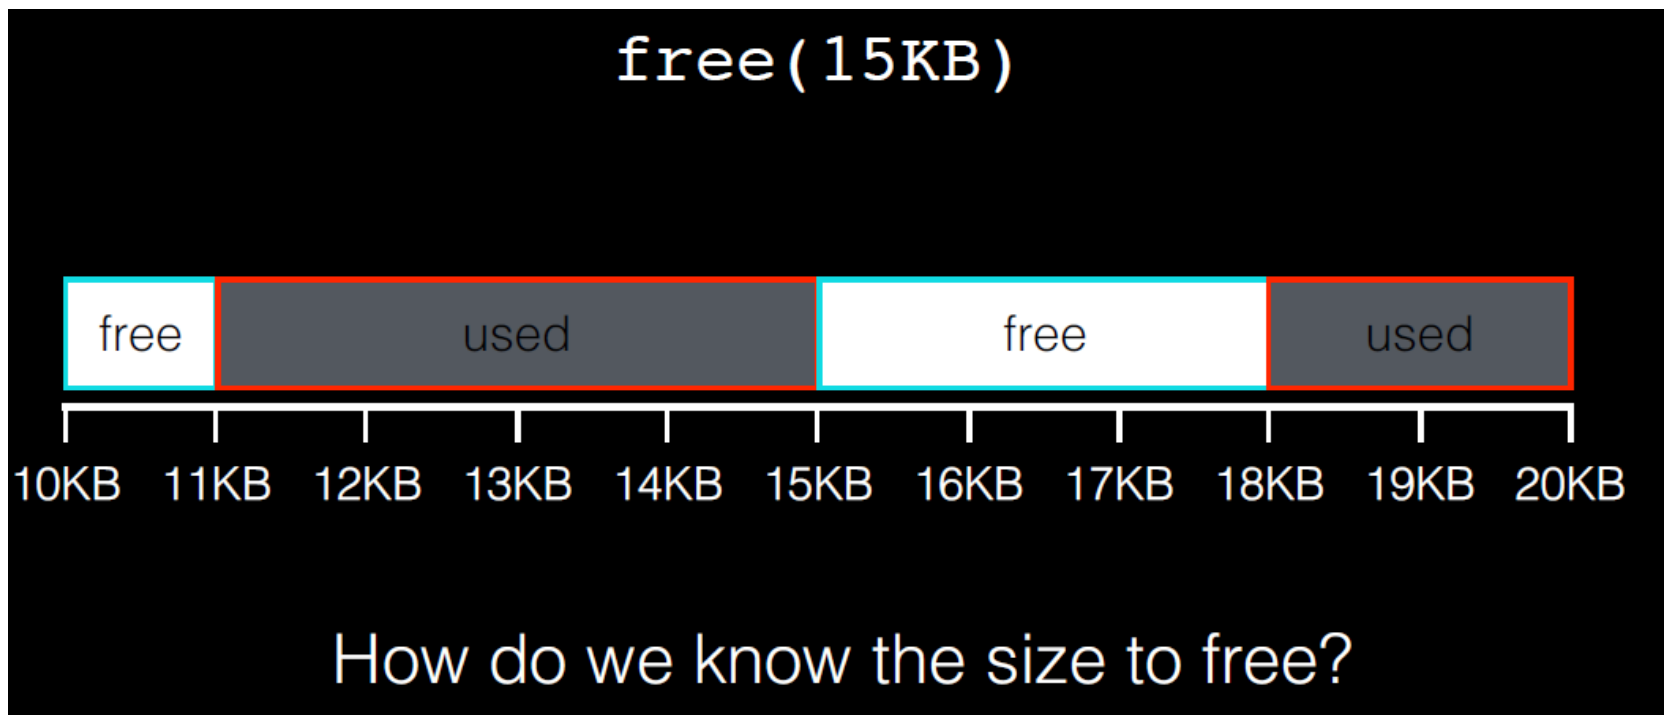 free(15KB)
free used free used
10KB 11KB 12KB 13KB 14KB 15KB 16KB 17KB 18KB 19KB 20KB
How do we know the size to free?